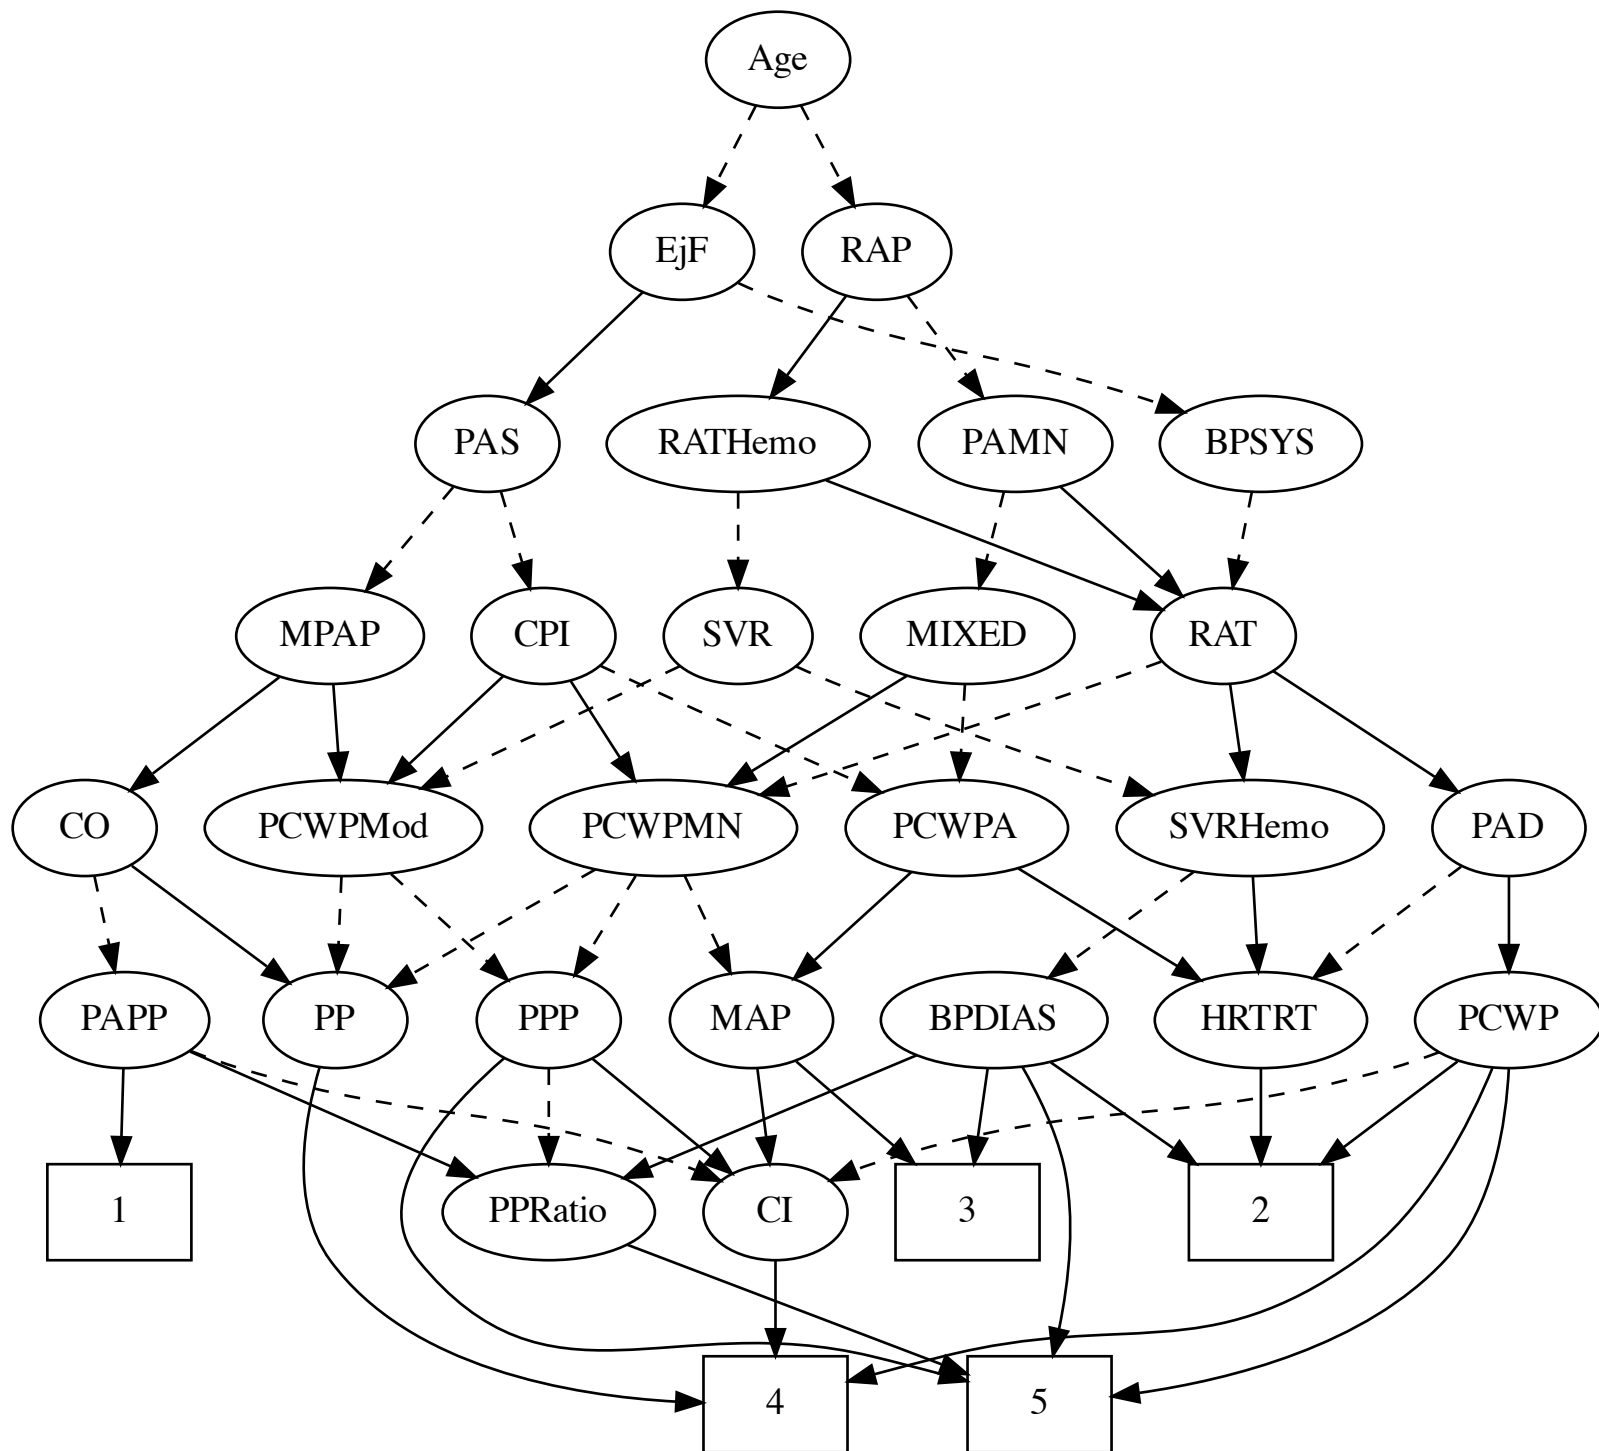 Age
EjF
RAP
PAS
RATHemo
PAMN
BPSYS
MPAP
CPI
SVR
MIXED
RAT
CO
PCWPMod
PCWPMN
PCWPA
SVRHemo
PAD
PAPP
PP
PPP
MAP
BPDIAS
HRTRT
PCWP
1
PPRatio
CI
3
2
4
5